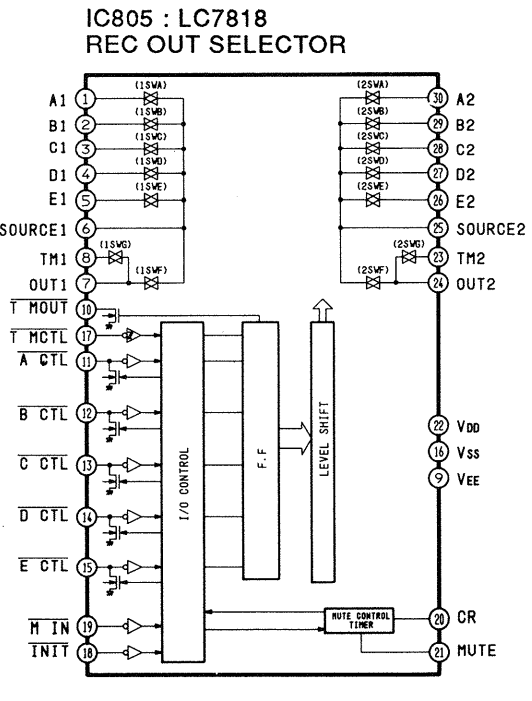 IC805 : LC7818
REC OUT SELECTOR
A1 1 (1SWA) (2SWA) 30 A2
B1 2 (1SWB) (2SWB) 29 B2
C1 3 (1SWC) (2SWC) 28 C2
D1 4 (1SWD) (2SWD) 27 D2
E1 5 (1SWE) (2SWE) 26 E2
SOURCE1 6 25 SOURCE2
TM1 8 (1SWG) (2SWG) 23 TM2
OUT1 7 (1SWF) (2SWF) 24 OUT2
T MOUT 10
T MCTL 17
A CTL 11
B CTL 12
C CTL 13
D CTL 14
E CTL 15
M IN 19
INIT 18
I/O CONTROL
F.F
LEVEL SHIFT
22 VDD
16 VSS
9 VEE
MUTE CONTROL
TIMER
20 CR
21 MUTE